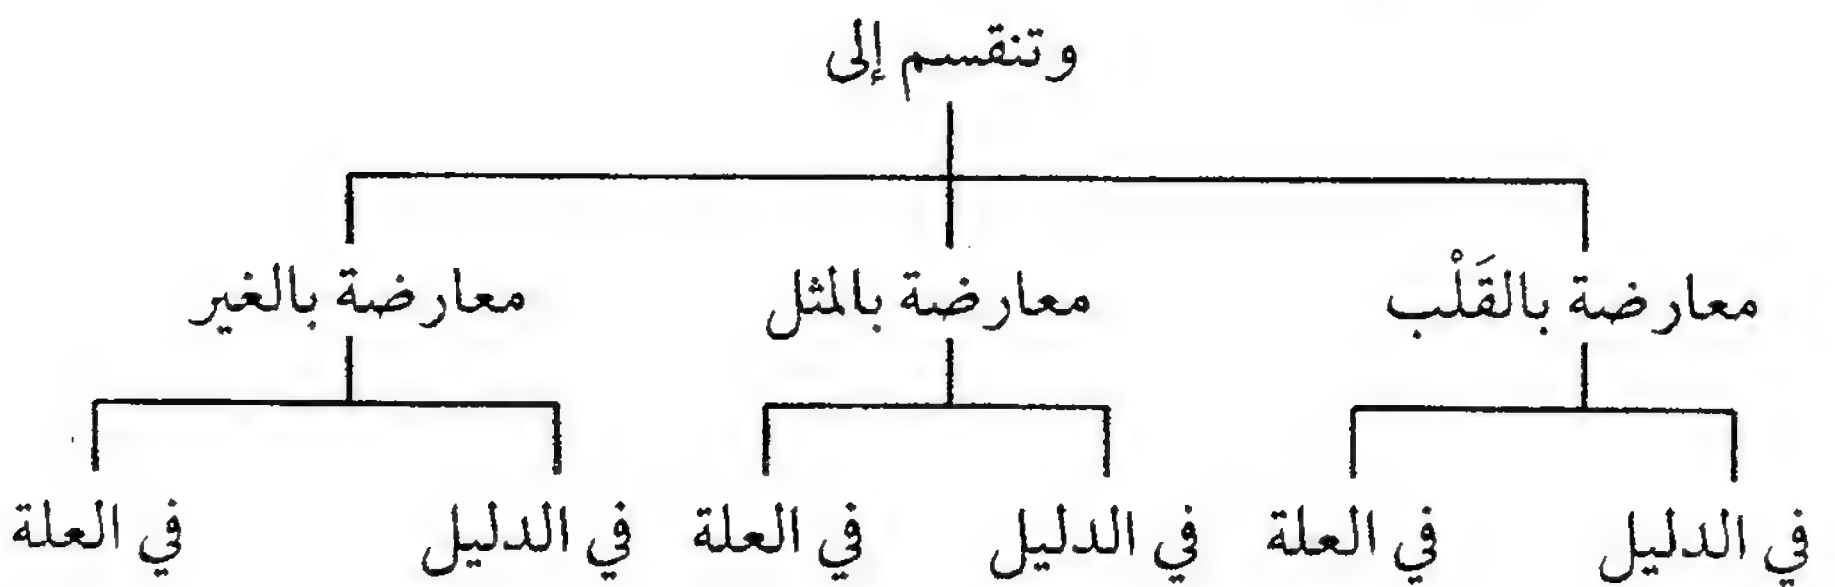 وتنقسم إلى
معارضة بالقَلْب معارضة بالمثل معارضة بالغير
في الدليل في العلة في الدليل في العلة في الدليل في العلة